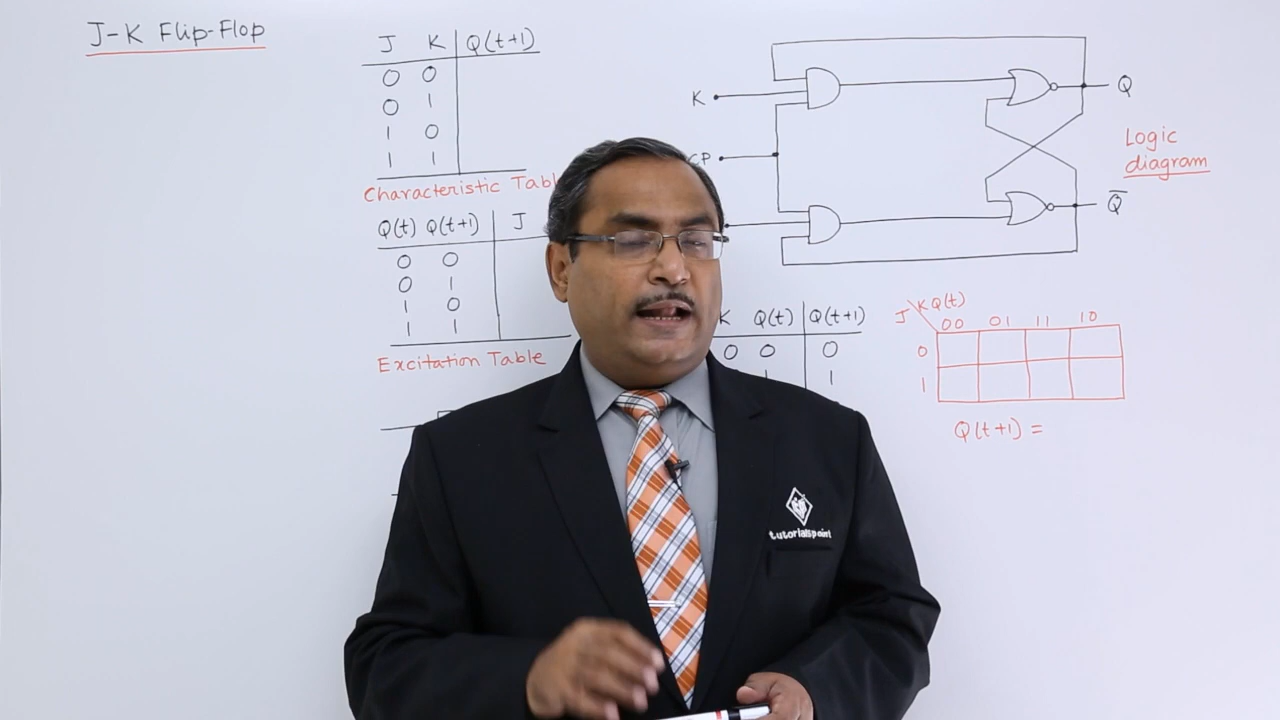 J-K Flip-Flop
J K Q(t+1)
0 0
0 1
1 0
1 1
Characteristic
Q(t) Q(t+1) J
0 0
0 1
1 0
1 1
Excitation Table
K
CP
Q
Q̅
Logic
diagram
K Q(t) Q(t+1)
0 0 0
1 1
J K Q(t)
00 01 11 10
0
1
Q(t+1) =
tutorialspoint